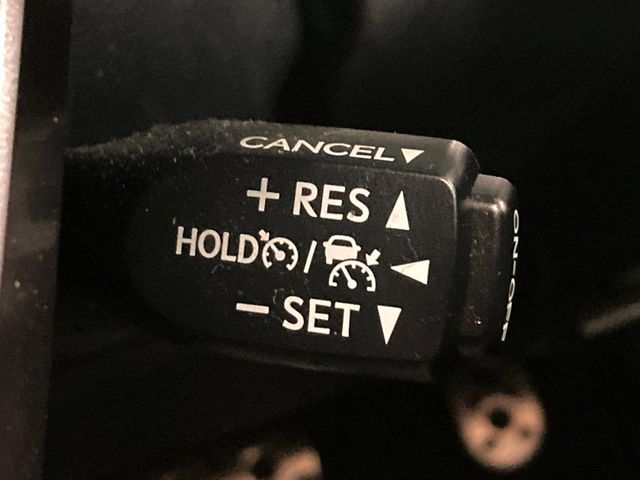 CANCEL▼
+ RES ▲
HOLD / ◀
− SET ▼
ON-OFF